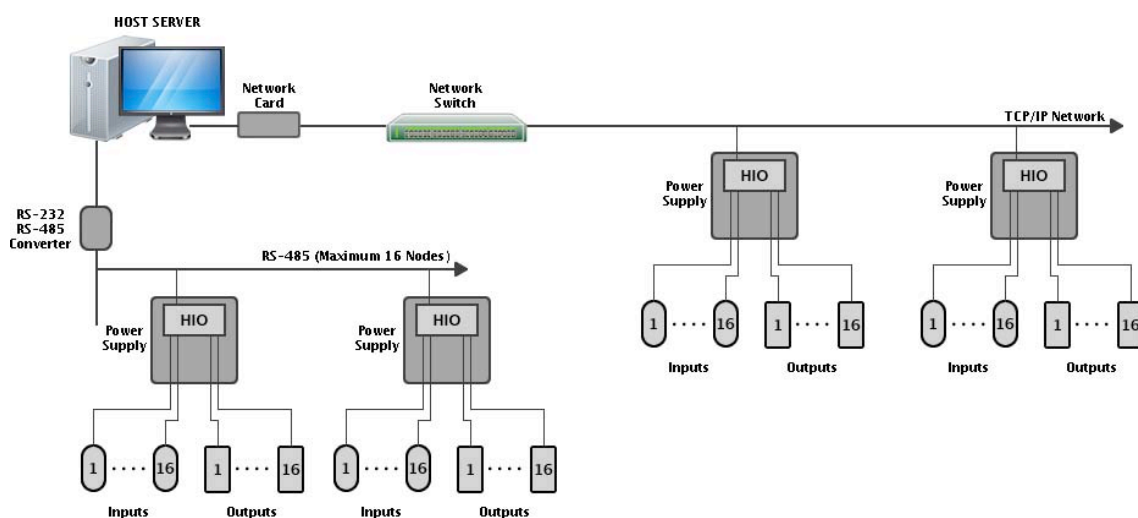 HOST SERVER
Network
Card
Network
Switch
TCP/IP Network
Power
Supply
HIO
Power
Supply
HIO
RS-232
RS-485
Converter
RS-485 (Maximum 16 Nodes)
1 .... 16
1 .... 16
1 .... 16
1 .... 16
Inputs
Outputs
Inputs
Outputs
Power
Supply
HIO
Power
Supply
HIO
1 .... 16
1 .... 16
1 .... 16
1 .... 16
Inputs
Outputs
Inputs
Outputs